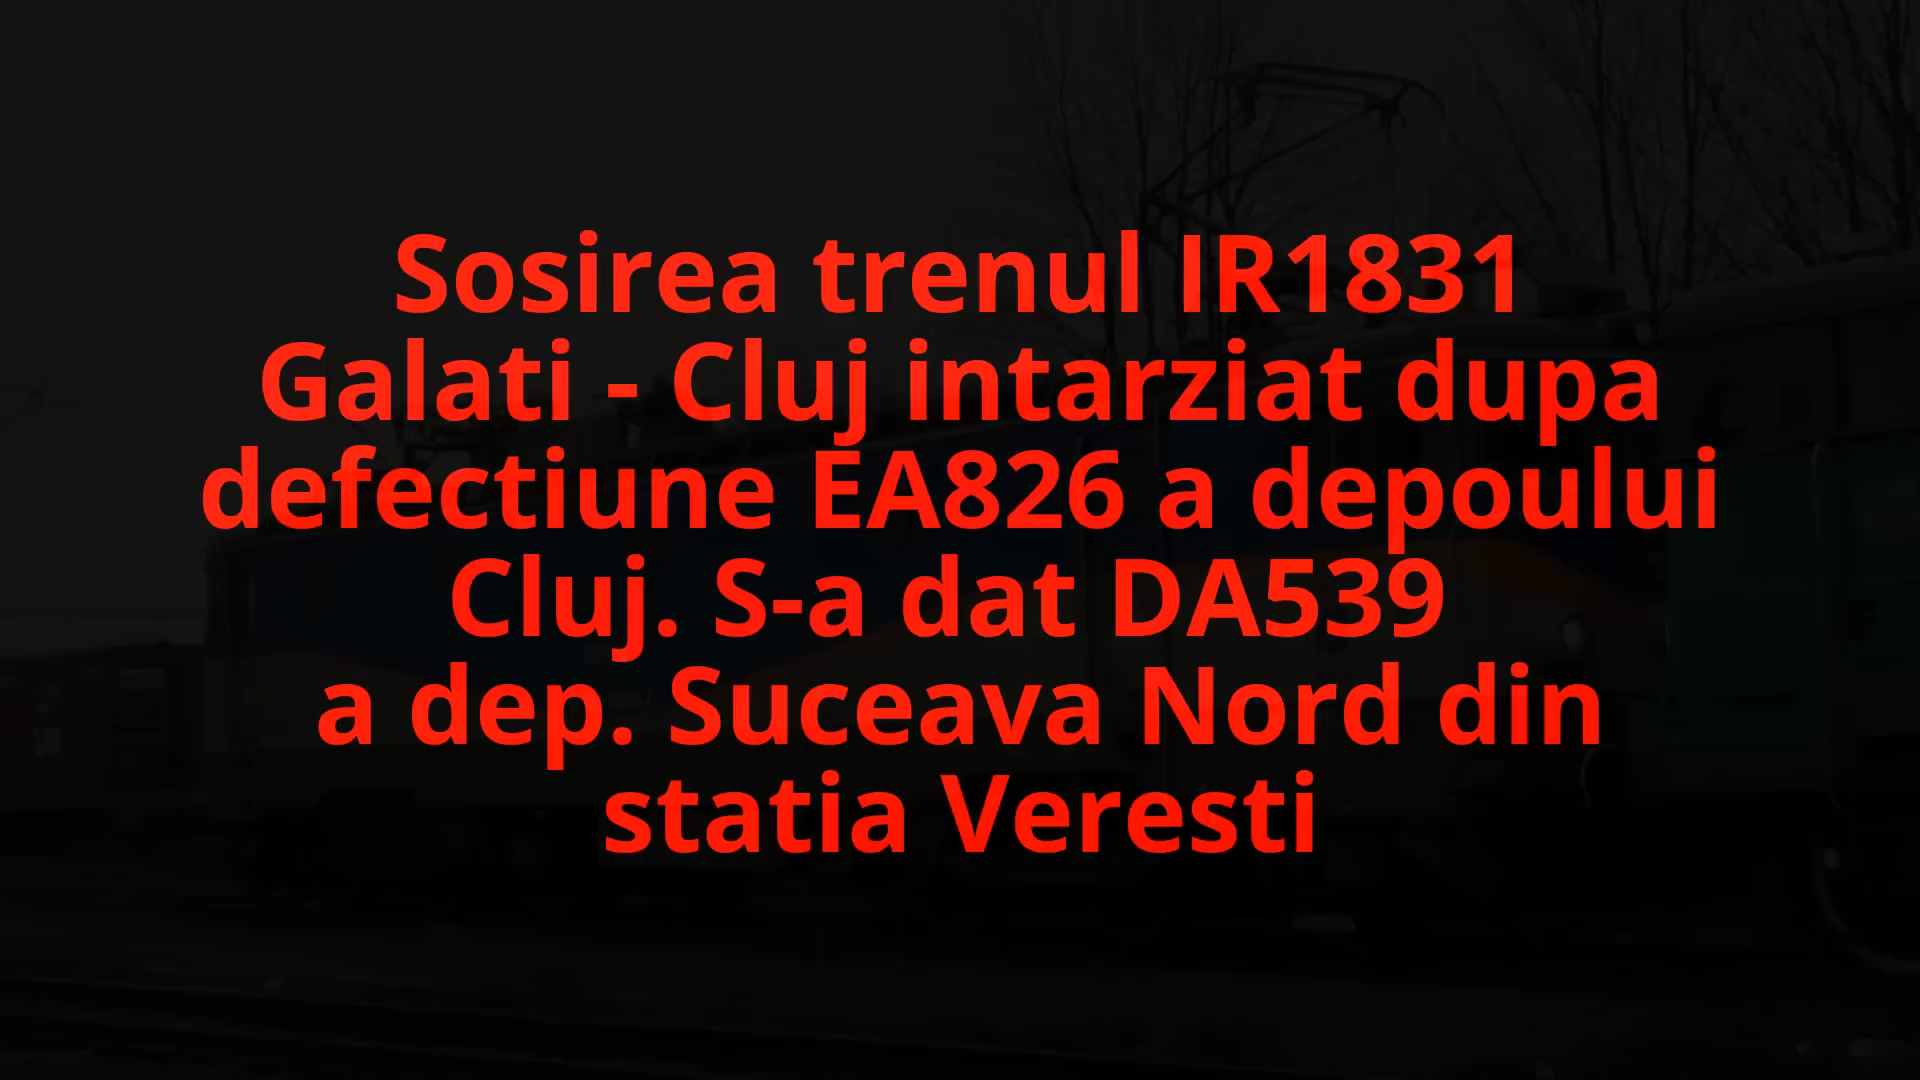 Sosirea trenul IR1831
Galati - Cluj intarziat dupa
defectiune EA826 a depoului
Cluj. S-a dat DA539
a dep. Suceava Nord din
statia Veresti